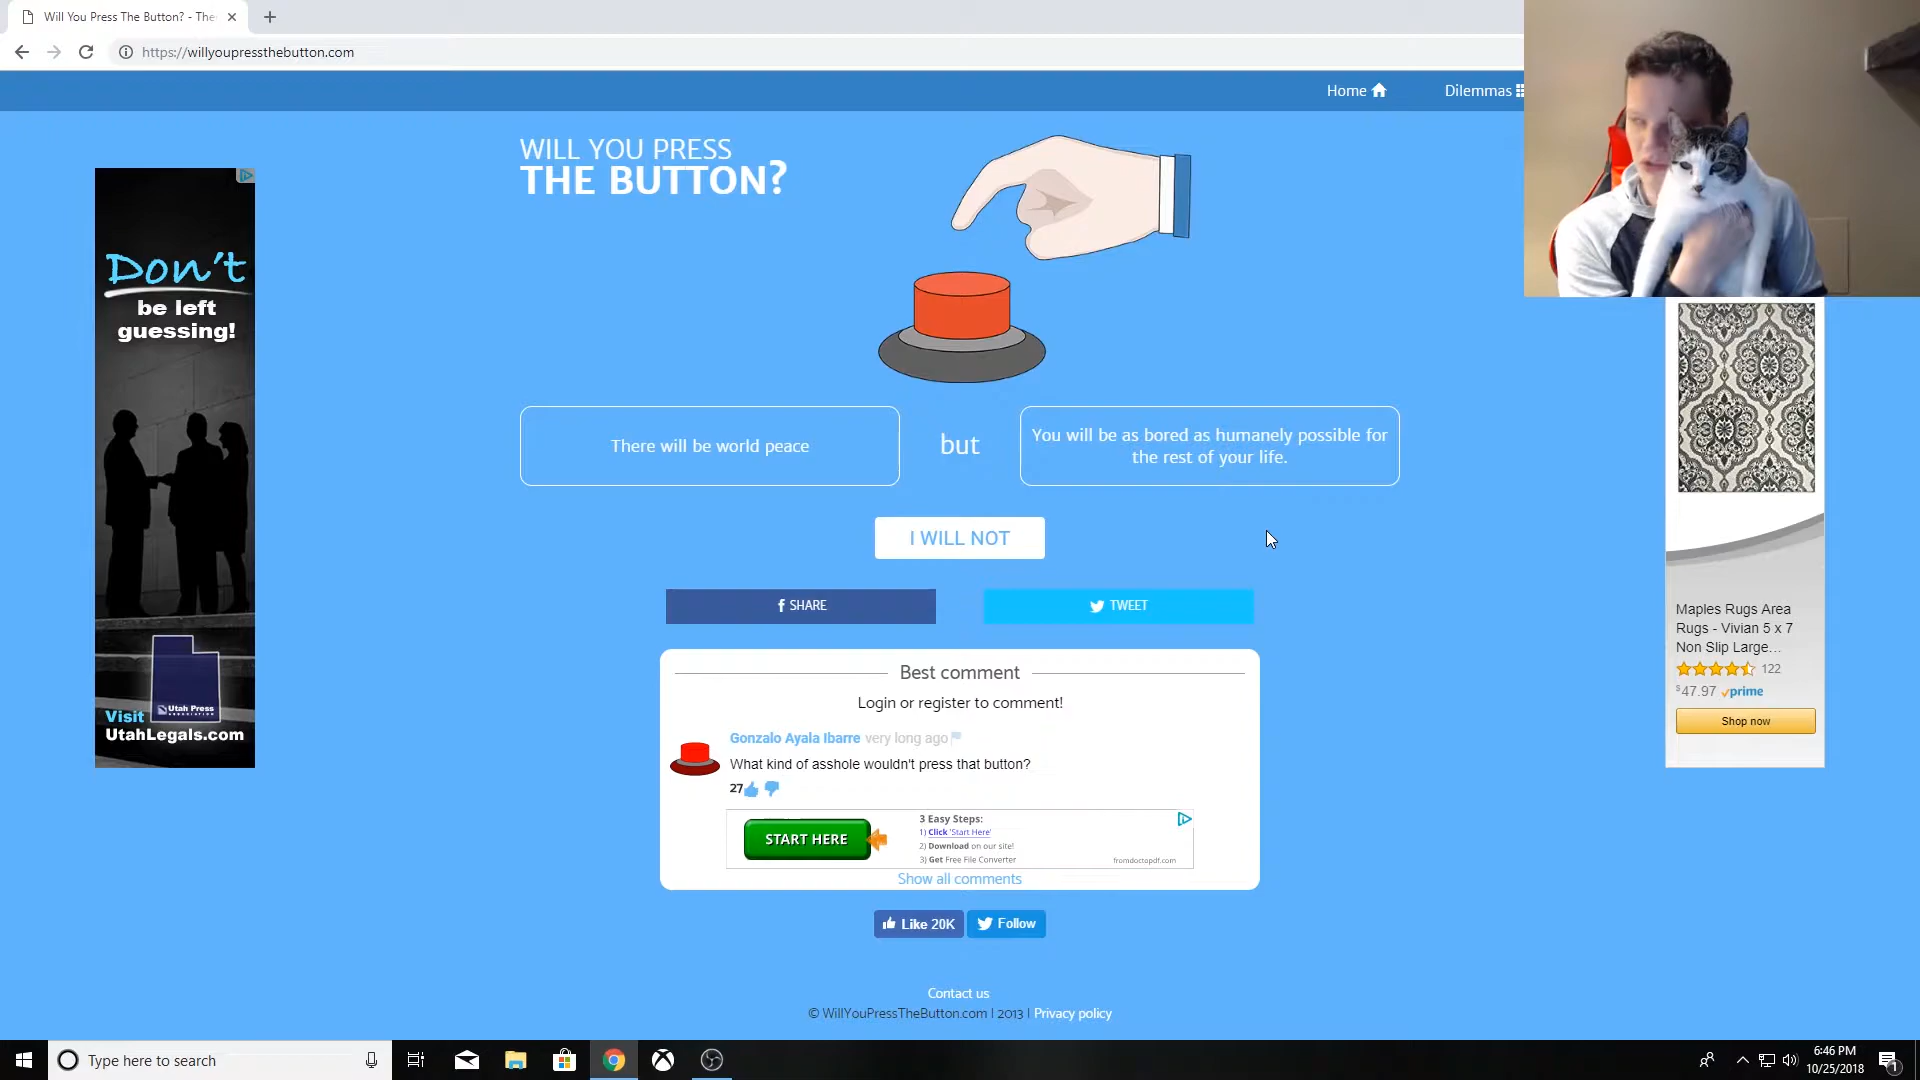 Will You Press The Button? - The
https://willyoupressthebutton.com
Home
Dilemmas
WILL YOU PRESS
THE BUTTON?
Don't
be left
guessing!
Utah Press
Visit
UtahLegals.com
There will be world peace
but
You will be as bored as humanely possible for
the rest of your life.
I WILL NOT
SHARE
TWEET
Best comment
Login or register to comment!
Gonzalo Ayala Ibarre very long ago
What kind of asshole wouldn't press that button?
27
START HERE
3 Easy Steps:
1) Click 'Start Here'
2) Download on our site!
3) Get Free File Converter
fromdoctopdf.com
Show all comments
Like 20K
Follow
Contact us
© WillYouPressTheButton.com | 2013 | Privacy policy
Maples Rugs Area
Rugs - Vivian 5 x 7
Non Slip Large...
122
$47.97 prime
Shop now
Type here to search
6:46 PM
10/25/2018
1